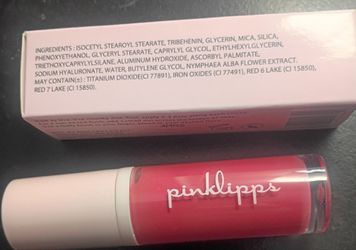 INGREDIENTS : ISOCETYL STEAROYL STEARATE, TRIBEHENIN, GLYCERIN, MICA, SILICA,
PHENOXYETHANOL, GLYCERYL STEARATE, CAPRYLYL GLYCOL, ETHYLHEXYLGLYCERIN,
TRIETHOXYCAPRYLYLSILANE, ALUMINUM HYDROXIDE, ASCORBYL PALMITATE,
SODIUM HYALURONATE, WATER, BUTYLENE GLYCOL, NYMPHAEA ALBA FLOWER EXTRACT.
MAY CONTAIN(±) : TITANIUM DIOXIDE(CI 77891), IRON OXIDES (CI 77491), RED 6 LAKE (CI 15850),
RED 7 LAKE (CI 15850).
pinklipps